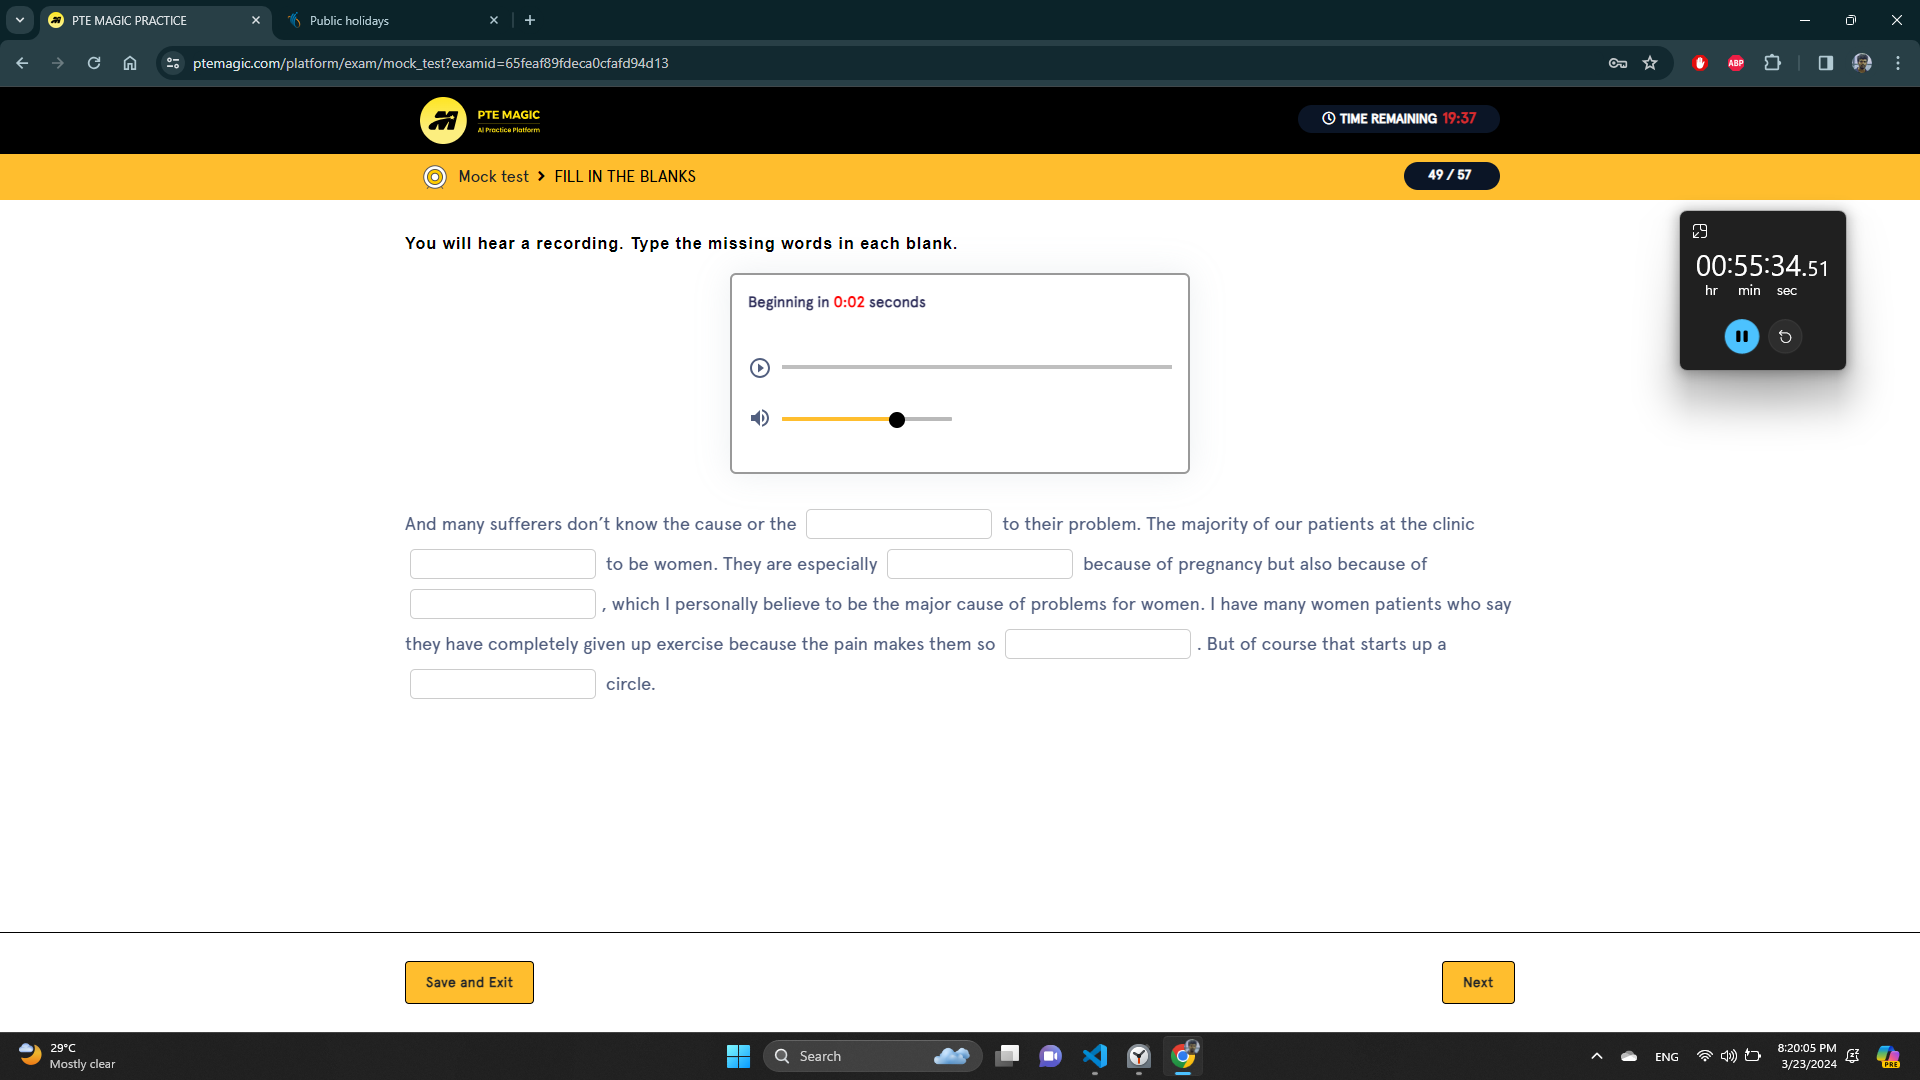 PTE MAGIC PRACTICE
Public holidays
ptemagic.com/platform/exam/mock_test?examid=65feaf89fdeca0cfafd94d13
ABP
PTE MAGIC
AI Practice Platform
TIME REMAINING 19:37
Mock test > FILL IN THE BLANKS
49 / 57
You will hear a recording. Type the missing words in each blank.
00:55:34.51
hr min sec
Beginning in 0:02 seconds
And many sufferers don't know the cause or the to their problem. The majority of our patients at the clinic
to be women. They are especially because of pregnancy but also because of
, which I personally believe to be the major cause of problems for women. I have many women patients who say
they have completely given up exercise because the pain makes them so . But of course that starts up a
circle.
Save and Exit
Next
29°C
Mostly clear
Search
ENG
8:20:05 PM
3/23/2024
PRE